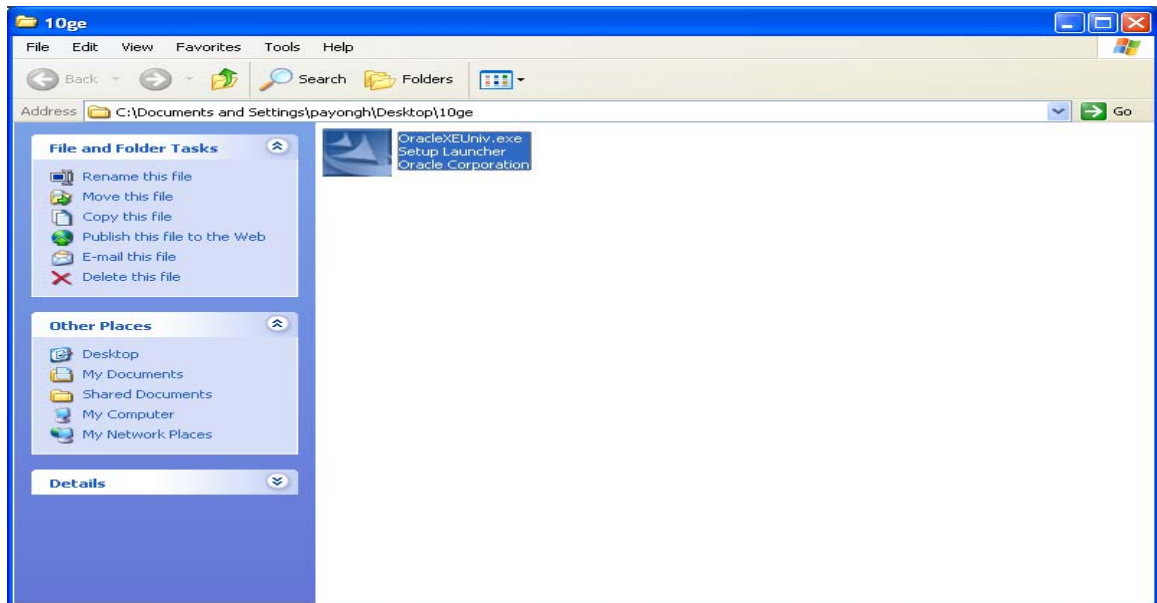 10ge
File Edit View Favorites Tools Help
Back Search Folders
Address C:\Documents and Settings\payongh\Desktop\10ge Go
File and Folder Tasks
Rename this file
Move this file
Copy this file
Publish this file to the Web
E-mail this file
Delete this file
Other Places
Desktop
My Documents
Shared Documents
My Computer
My Network Places
Details
OracleXEUniv.exe
Setup Launcher
Oracle Corporation